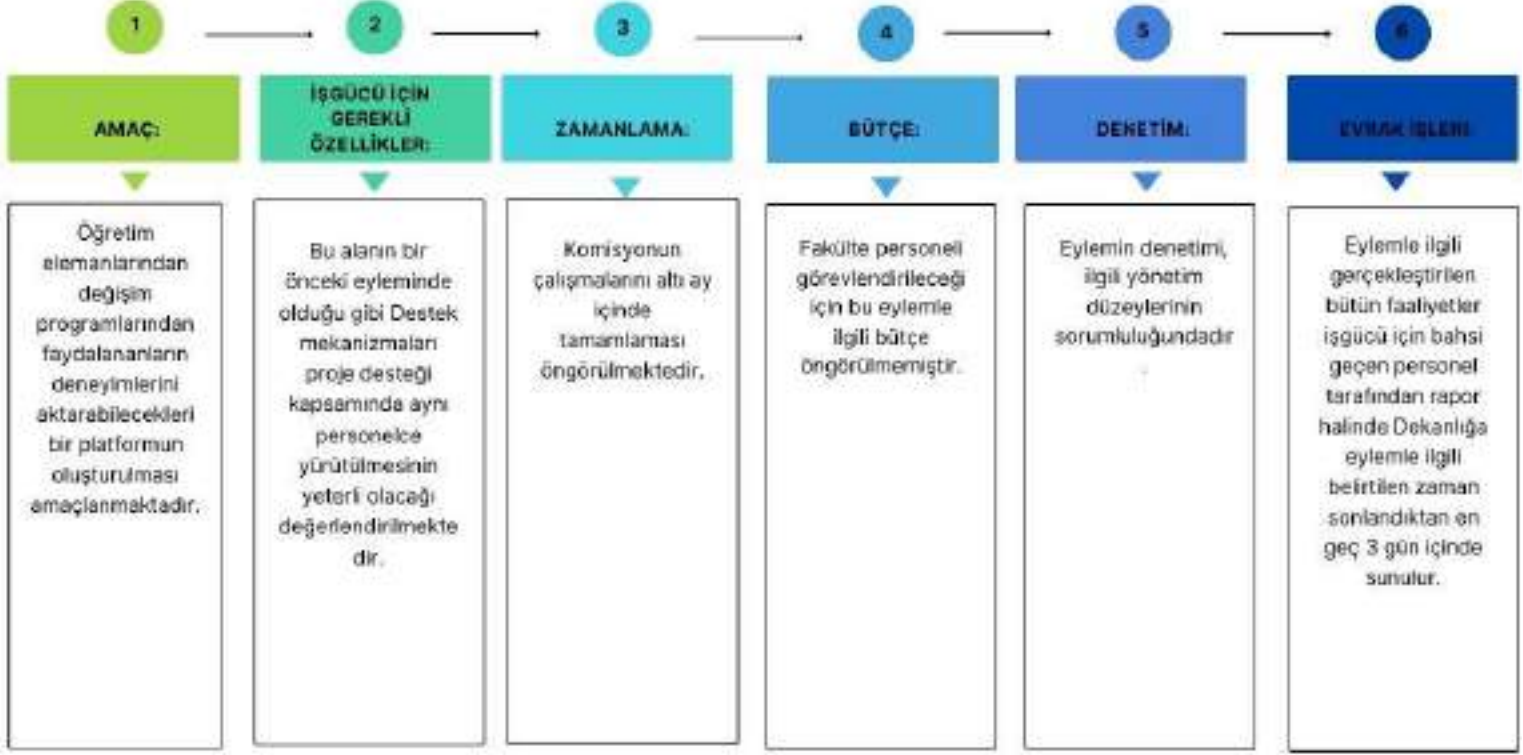 1
2
3
4
5
6
AMAÇ:
İŞGÜCÜ İÇİN
GEREKLİ
ÖZELLİKLER:
ZAMANLAMA:
BÜTÇE:
DENETİM:
EVRAK İŞLERİ:
Öğretim
elemanlarından
değişim
programlarından
faydalananların
deneyimlerini
aktarabilecekleri
bir platformun
oluşturulması
amaçlanmaktadır.
Bu alanın bir
önceki eyleminde
olduğu gibi Destek
mekanizmaları
proje desteği
kapsamında aynı
personelce
yürütülmesinin
yeterli olacağı
değerlendirilmekte
dir.
Komisyonun
çalışmalarını altı ay
içinde
tamamlaması
öngörülmektedir.
Fakülte personeli
görevlendirileceği
için bu eylemle
ilgili bütçe
öngörülmemiştir.
Eylemin denetimi,
ilgili yönetim
düzeylerinin
sorumluluğundadır
.
Eylemle ilgili
gerçekleştirilen
bütün faaliyetler
işgücü için bahsi
geçen personel
tarafından rapor
halinde Dekanlığa
eylemle ilgili
belirtilen zaman
sonlandıktan en
geç 3 gün içinde
sunulur.